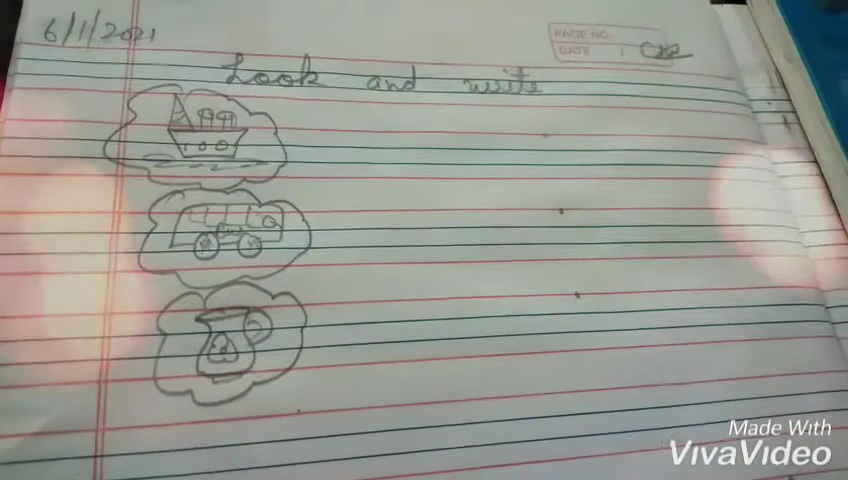 6/1/2021
PAGE NO.
DATE :
Look and write
Made With
VivaVideo